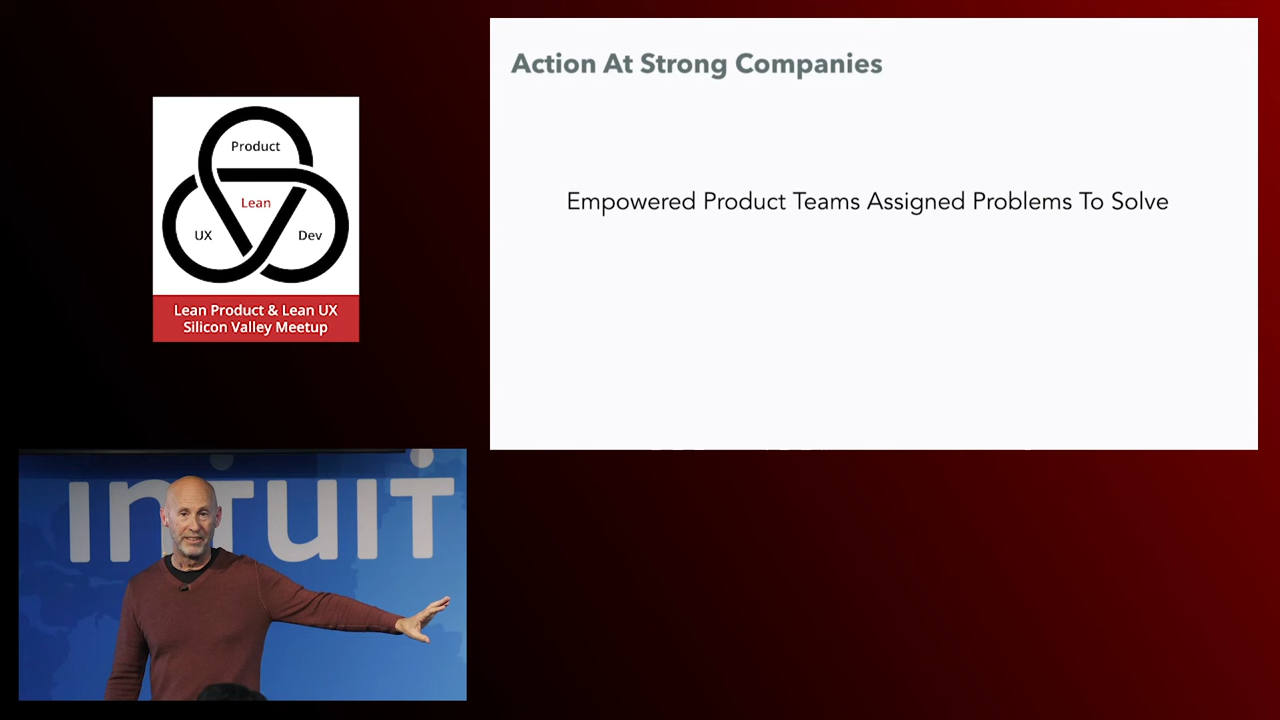 Product
Lean
UX
Dev
Lean Product & Lean UX
Silicon Valley Meetup
Action At Strong Companies
Empowered Product Teams Assigned Problems To Solve
intuit